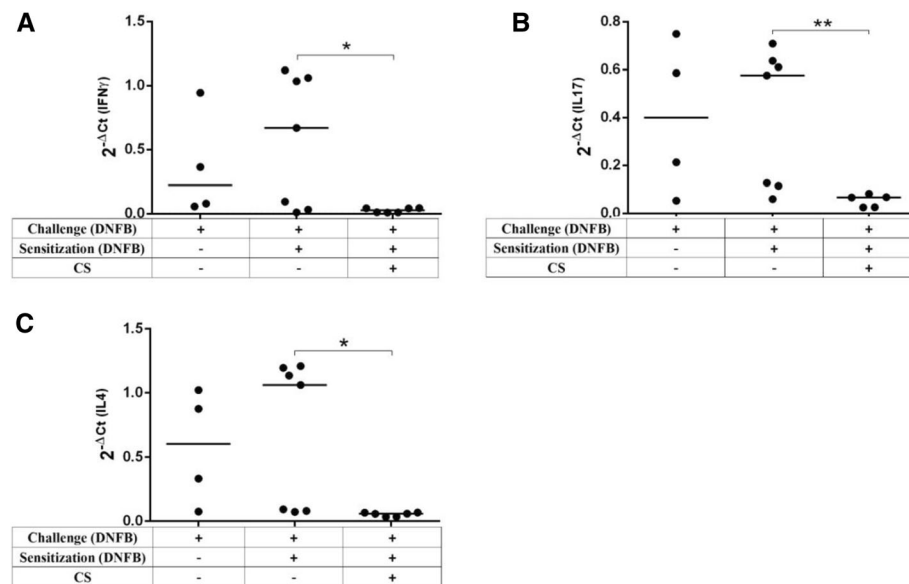 A
2^-ΔCt (IFNγ)
1.5
1.0
0.5
0.0
*
Challenge (DNFB) + + +
Sensitization (DNFB) - + +
CS - - +
B
2^-ΔCt (IL17)
0.8
0.6
0.4
0.2
0.0
**
Challenge (DNFB) + + +
Sensitization (DNFB) - + +
CS - - +
C
2^-ΔCt (IL4)
1.5
1.0
0.5
0.0
*
Challenge (DNFB) + + +
Sensitization (DNFB) - + +
CS - - +